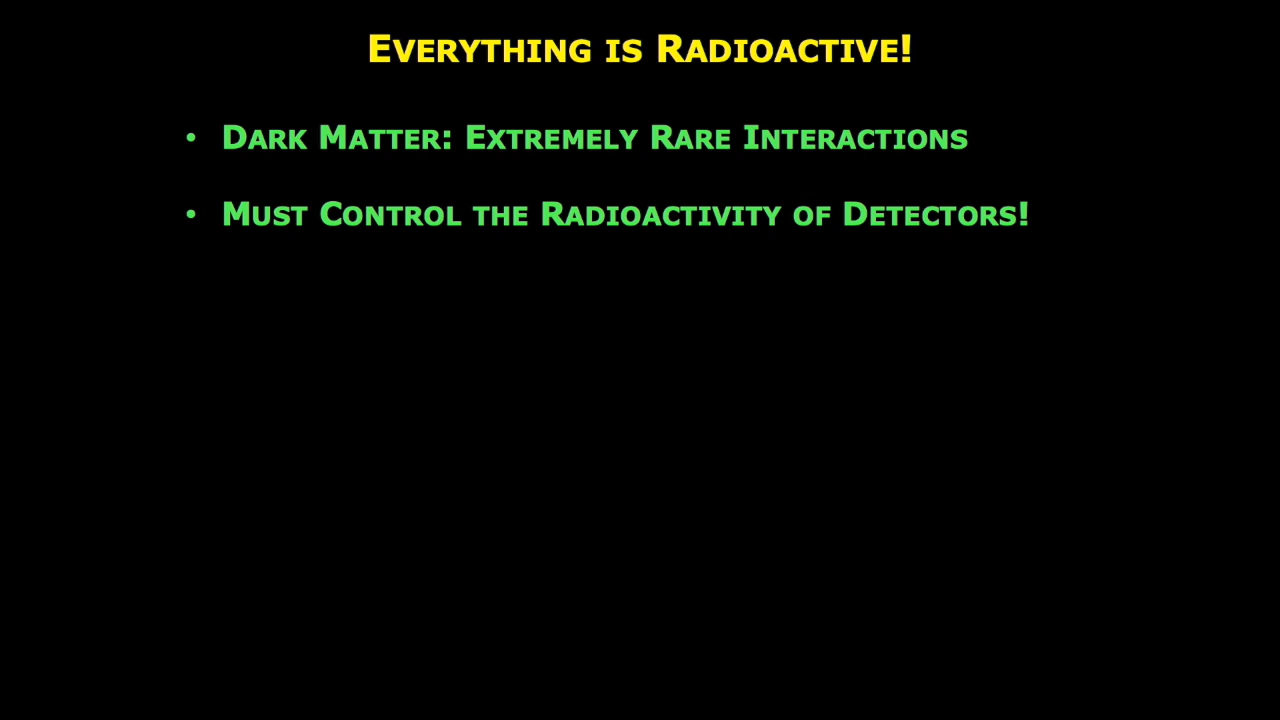 Everything is Radioactive!
• Dark Matter: Extremely Rare Interactions
• Must Control the Radioactivity of Detectors!